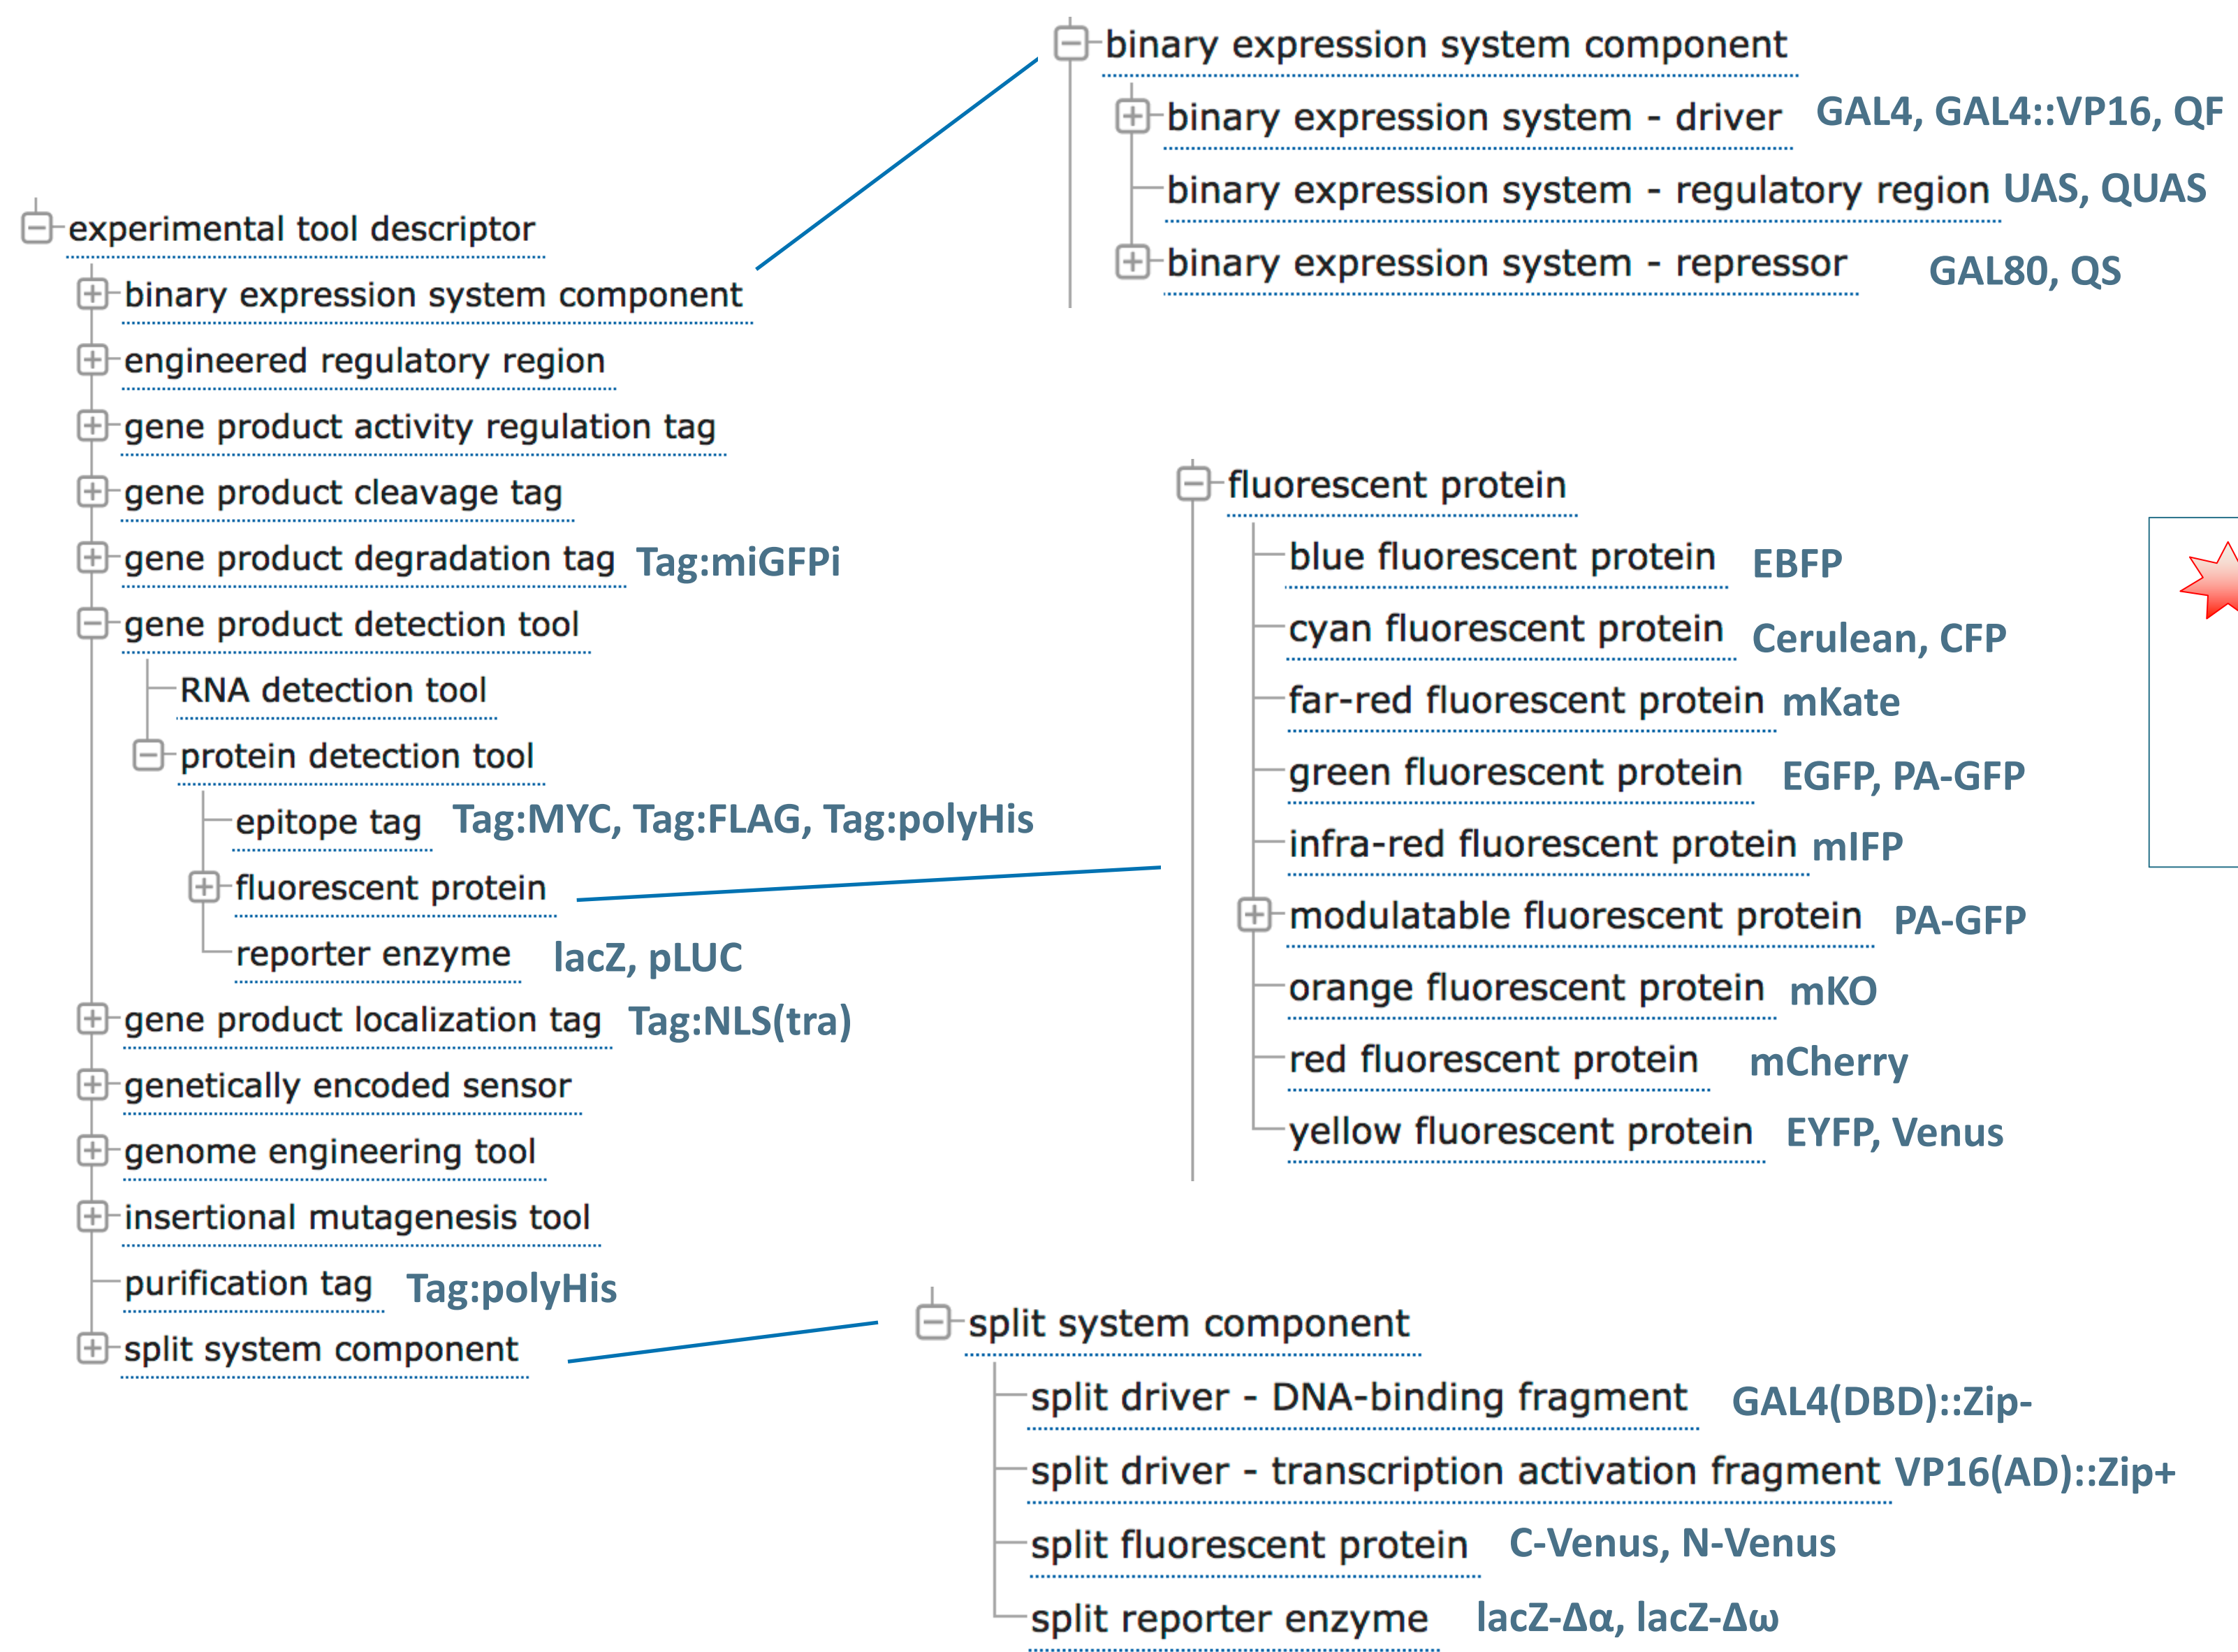 experimental tool descriptor
binary expression system component
engineered regulatory region
gene product activity regulation tag
gene product cleavage tag
gene product degradation tag Tag:miGFPi
gene product detection tool
RNA detection tool
protein detection tool
epitope tag Tag:MYC, Tag:FLAG, Tag:polyHis
fluorescent protein
reporter enzyme lacZ, pLUC
gene product localization tag Tag:NLS(tra)
genetically encoded sensor
genome engineering tool
insertional mutagenesis tool
purification tag Tag:polyHis
split system component
binary expression system component
binary expression system - driver GAL4, GAL4::VP16, QF
binary expression system - regulatory region UAS, QUAS
binary expression system - repressor GAL80, QS
fluorescent protein
blue fluorescent protein EBFP
cyan fluorescent protein Cerulean, CFP
far-red fluorescent protein mKate
green fluorescent protein EGFP, PA-GFP
infra-red fluorescent protein mIFP
modulatable fluorescent protein PA-GFP
orange fluorescent protein mKO
red fluorescent protein mCherry
yellow fluorescent protein EYFP, Venus
split system component
split driver - DNA-binding fragment GAL4(DBD)::Zip-
split driver - transcription activation fragment VP16(AD)::Zip+
split fluorescent protein C-Venus, N-Venus
split reporter enzyme lacZ-Δα, lacZ-Δω